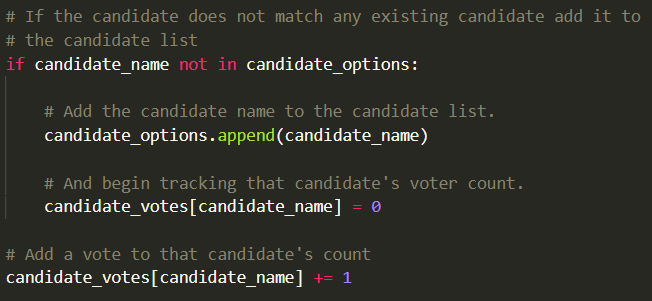 # If the candidate does not match any existing candidate add it to
# the candidate list
if candidate_name not in candidate_options:
    # Add the candidate name to the candidate list.
    candidate_options.append(candidate_name)
    # And begin tracking that candidate's voter count.
    candidate_votes[candidate_name] = 0
# Add a vote to that candidate's count
candidate_votes[candidate_name] += 1